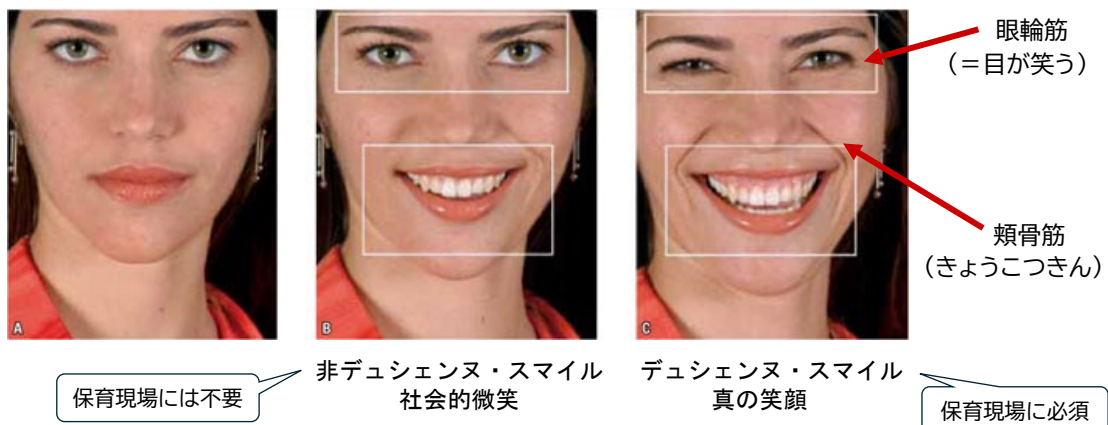 眼輪筋
（＝目が笑う）
頬骨筋
（きょうこつきん）
A
B
C
非デュシェンヌ・スマイル
社会的微笑
デュシェンヌ・スマイル
真の笑顔
保育現場には不要
保育現場に必須